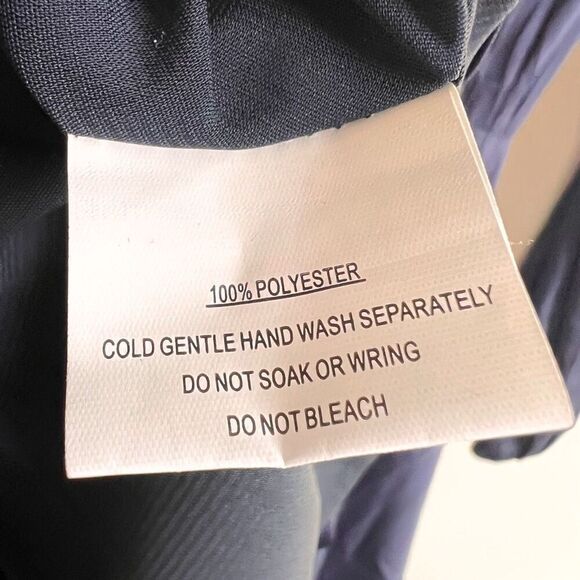 100% POLYESTER
COLD GENTLE HAND WASH SEPARATELY
DO NOT SOAK OR WRING
DO NOT BLEACH